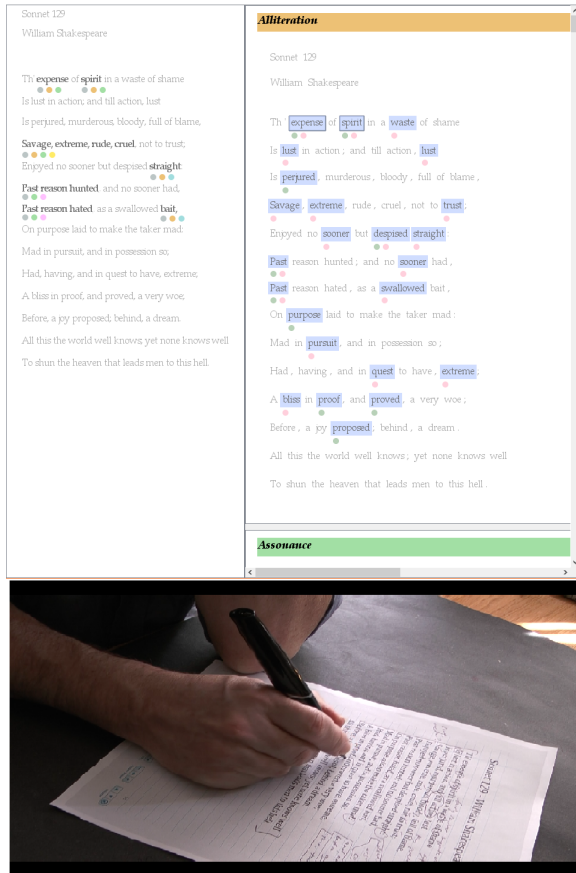 Sonnet 129
William Shakespeare
Th' expense of spirit in a waste of shame
Is lust in action; and till action, lust
Is perjured, murderous, bloody, full of blame,
Savage, extreme, rude, cruel, not to trust;
Enjoyed no sooner but despised straight:
Past reason hunted; and no sooner had,
Past reason hated, as a swallowed bait,
On purpose laid to make the taker mad:
Mad in pursuit, and in possession so;
Had, having, and in quest to have, extreme;
A bliss in proof, and proved, a very woe;
Before, a joy proposed; behind, a dream.
All this the world well knows; yet none knows well
To shun the heaven that leads men to this hell.
Alliteration
Sonnet 129
William Shakespeare
Th' expense of spirit in a waste of shame
Is lust in action; and till action, lust
Is perjured, murderous, bloody, full of blame,
Savage, extreme, rude, cruel, not to trust;
Enjoyed no sooner but despised straight:
Past reason hunted; and no sooner had,
Past reason hated, as a swallowed bait,
On purpose laid to make the taker mad:
Mad in pursuit, and in possession so;
Had, having, and in quest to have, extreme;
A bliss in proof, and proved, a very woe;
Before, a joy proposed; behind, a dream.
All this the world well knows; yet none knows well
To shun the heaven that leads men to this hell.
Assonance
Sonnet 129 William Shakespeare